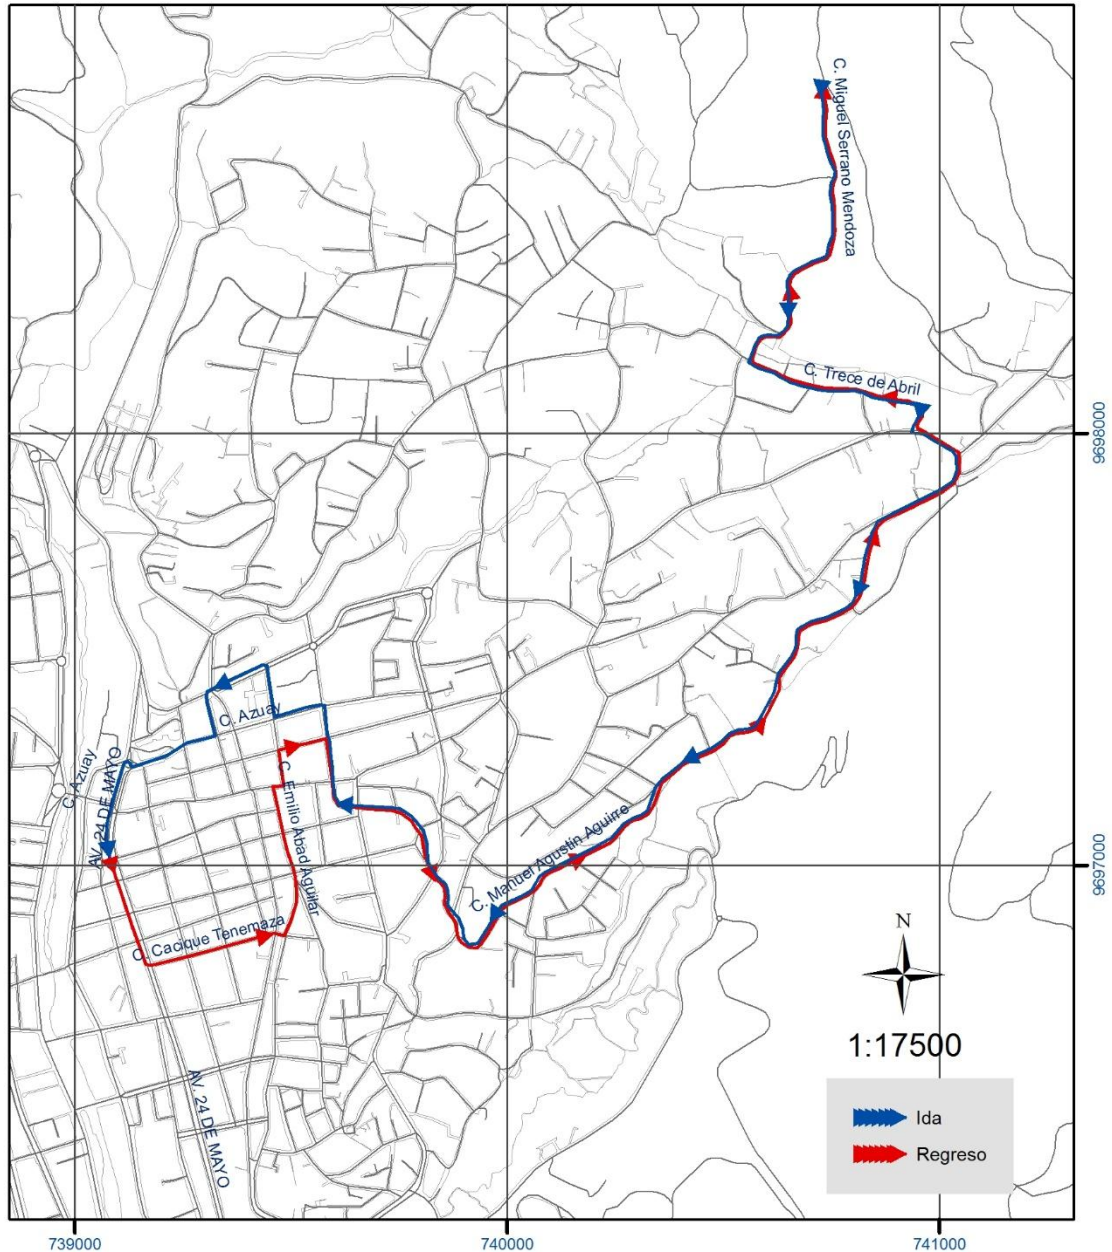 C. Miguel Serrano Mendoza
C. Trece de Abril
9698000
C. Azuay
C. Azuay
AV. 24 DE MAYO
C. Emilio Abad Aguilar
C. Manuel Agustín Aguirre
9697000
C. Cacique Tenemaza
N
1:17500
AV. 24 DE MAYO
Ida
Regreso
739000
740000
741000